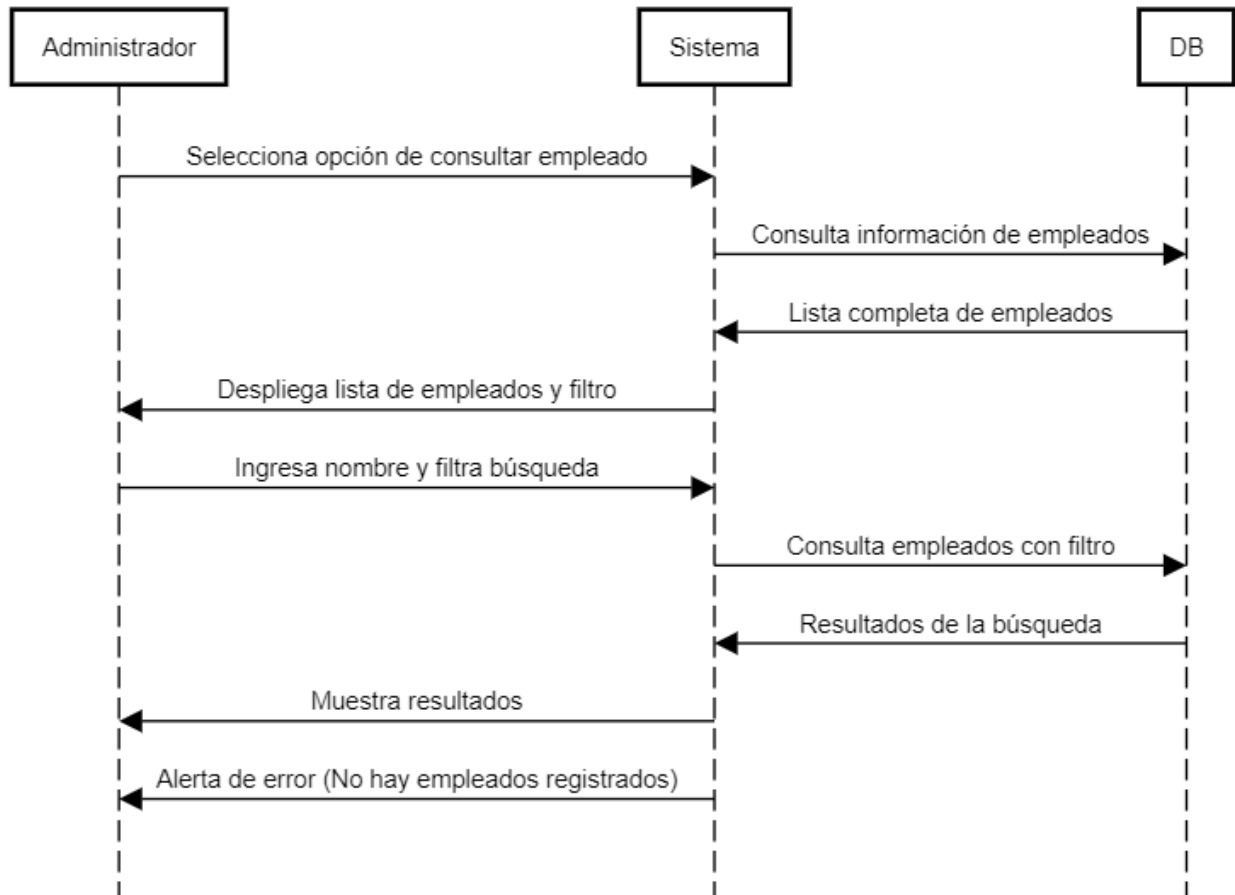 Administrador
Sistema
DB
Selecciona opción de consultar empleado
Consulta información de empleados
Lista completa de empleados
Despliega lista de empleados y filtro
Ingresa nombre y filtra búsqueda
Consulta empleados con filtro
Resultados de la búsqueda
Muestra resultados
Alerta de error (No hay empleados registrados)